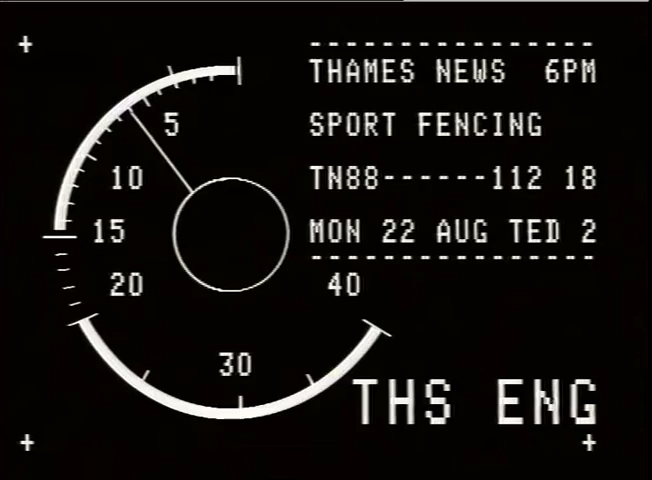 -----------------
THAMES NEWS  6PM
SPORT FENCING
TN88------112 18
MON 22 AUG TED 2
-----------------
5
10
15
20
30
40
THS ENG